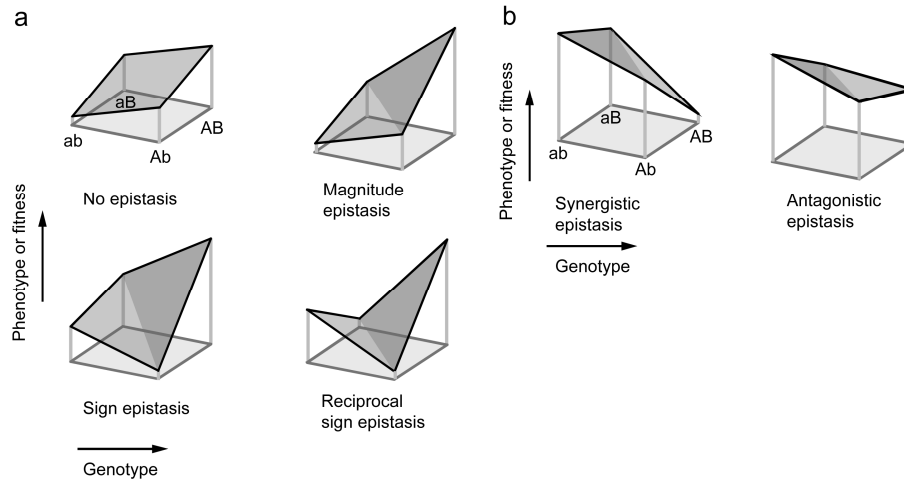 a
aB
ab
AB
Ab
No epistasis
Magnitude
epistasis
Phenotype or fitness
Sign epistasis
Reciprocal
sign epistasis
Genotype
b
aB
ab
AB
Ab
Phenotype or fitness
Synergistic
epistasis
Antagonistic
epistasis
Genotype